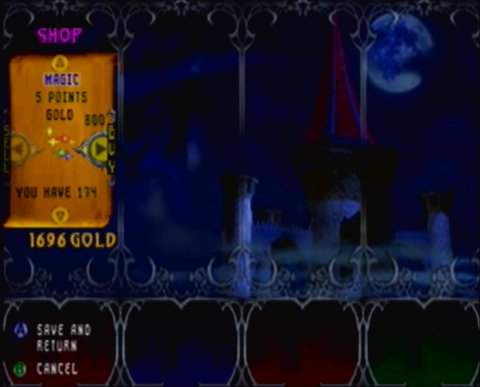 SHOP
MAGIC
5 POINTS
GOLD 800
SELL
BUY
YOU HAVE 174
1696 GOLD
A SAVE AND
RETURN
B CANCEL